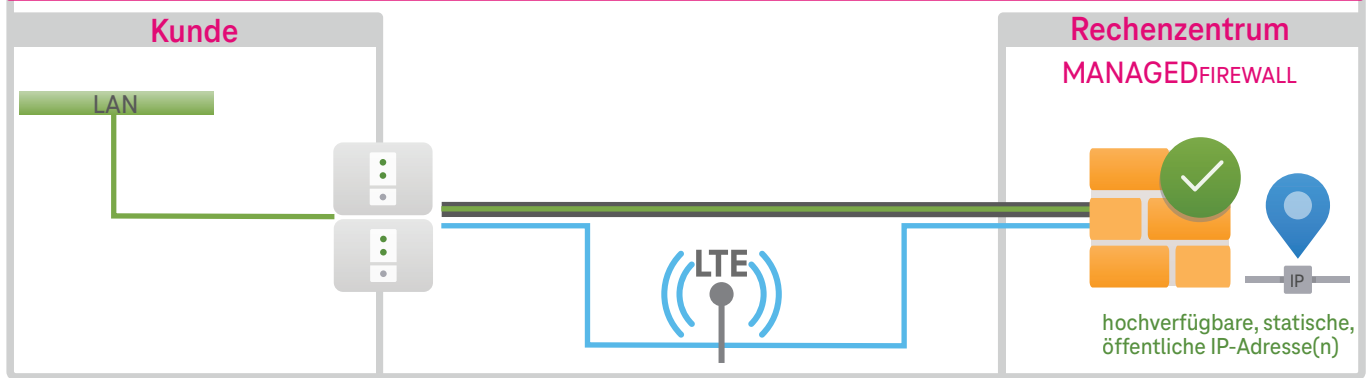 Kunde
Rechenzentrum
MANAGEDFIREWALL
LAN
LTE
IP
hochverfügbare, statische,
öffentliche IP-Adresse(n)